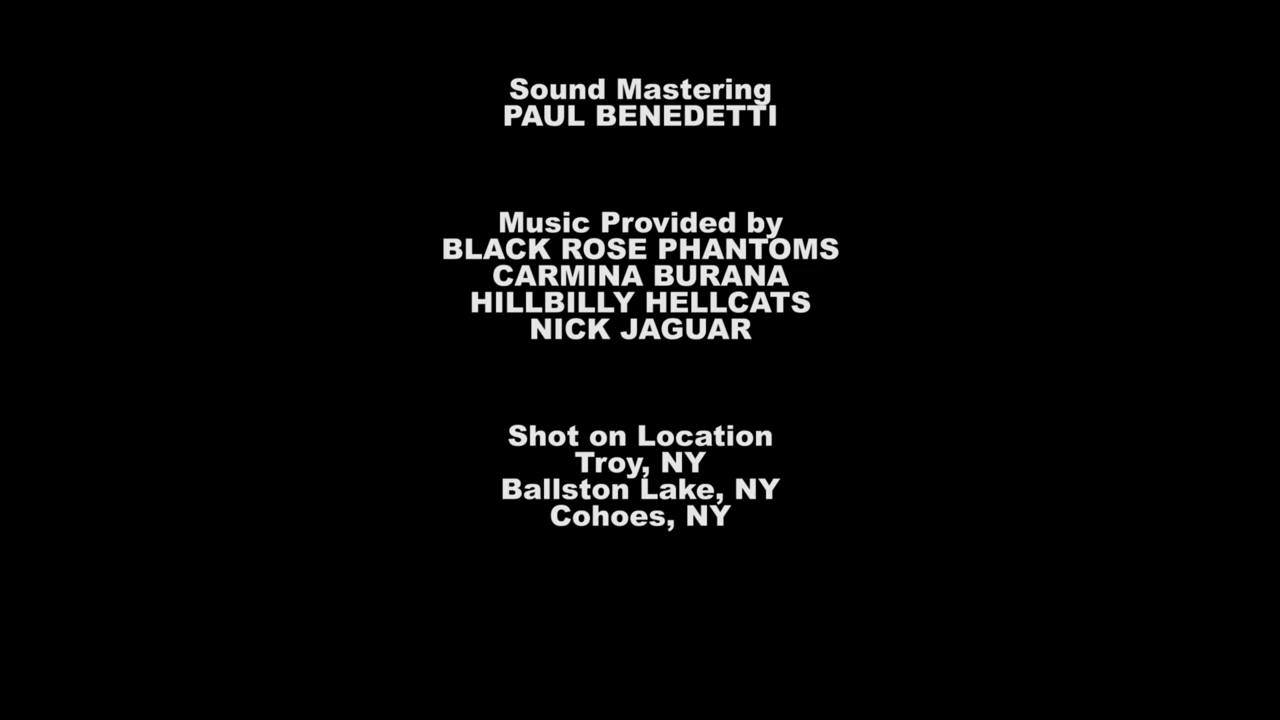 Sound Mastering
PAUL BENEDETTI
Music Provided by
BLACK ROSE PHANTOMS
CARMINA BURANA
HILLBILLY HELLCATS
NICK JAGUAR
Shot on Location
Troy, NY
Ballston Lake, NY
Cohoes, NY